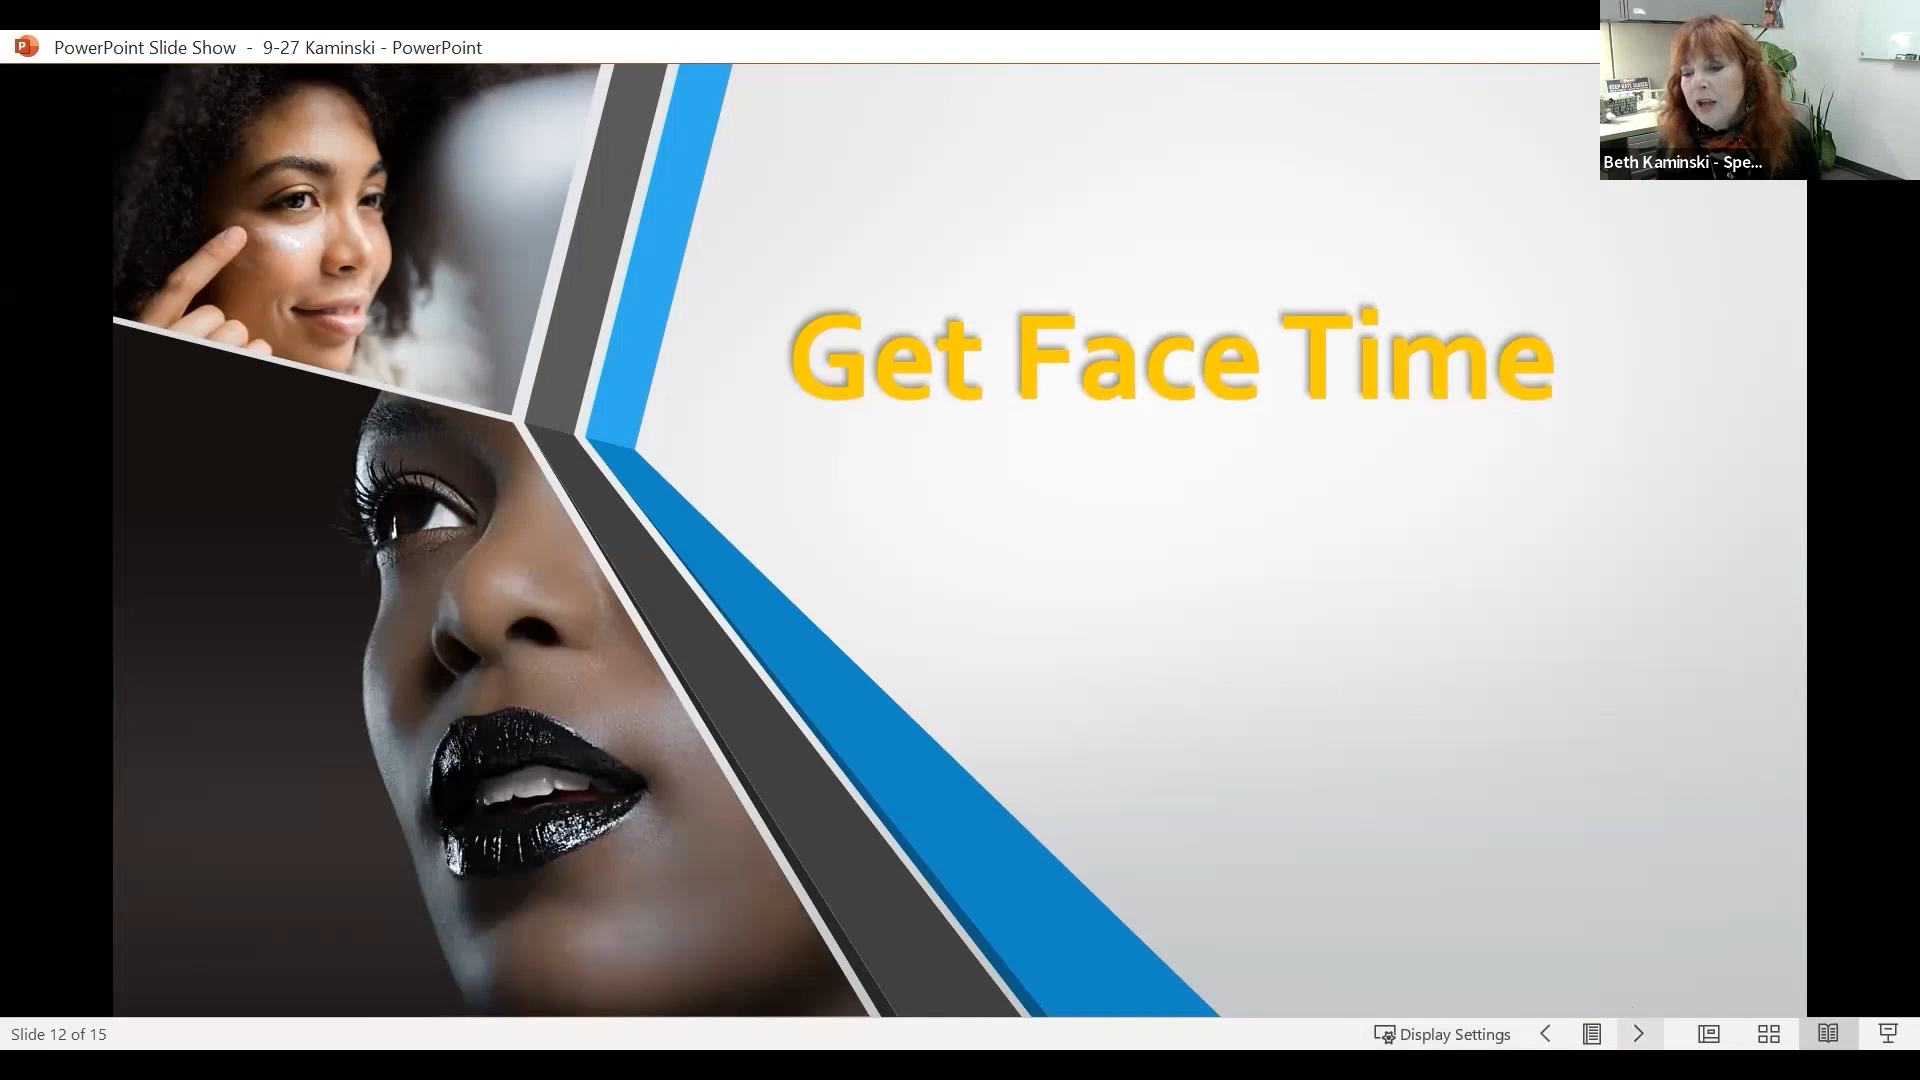 PowerPoint Slide Show - 9-27 Kaminski - PowerPoint
Beth Kaminski - Spe...
Get Face Time
Slide 12 of 15
Display Settings